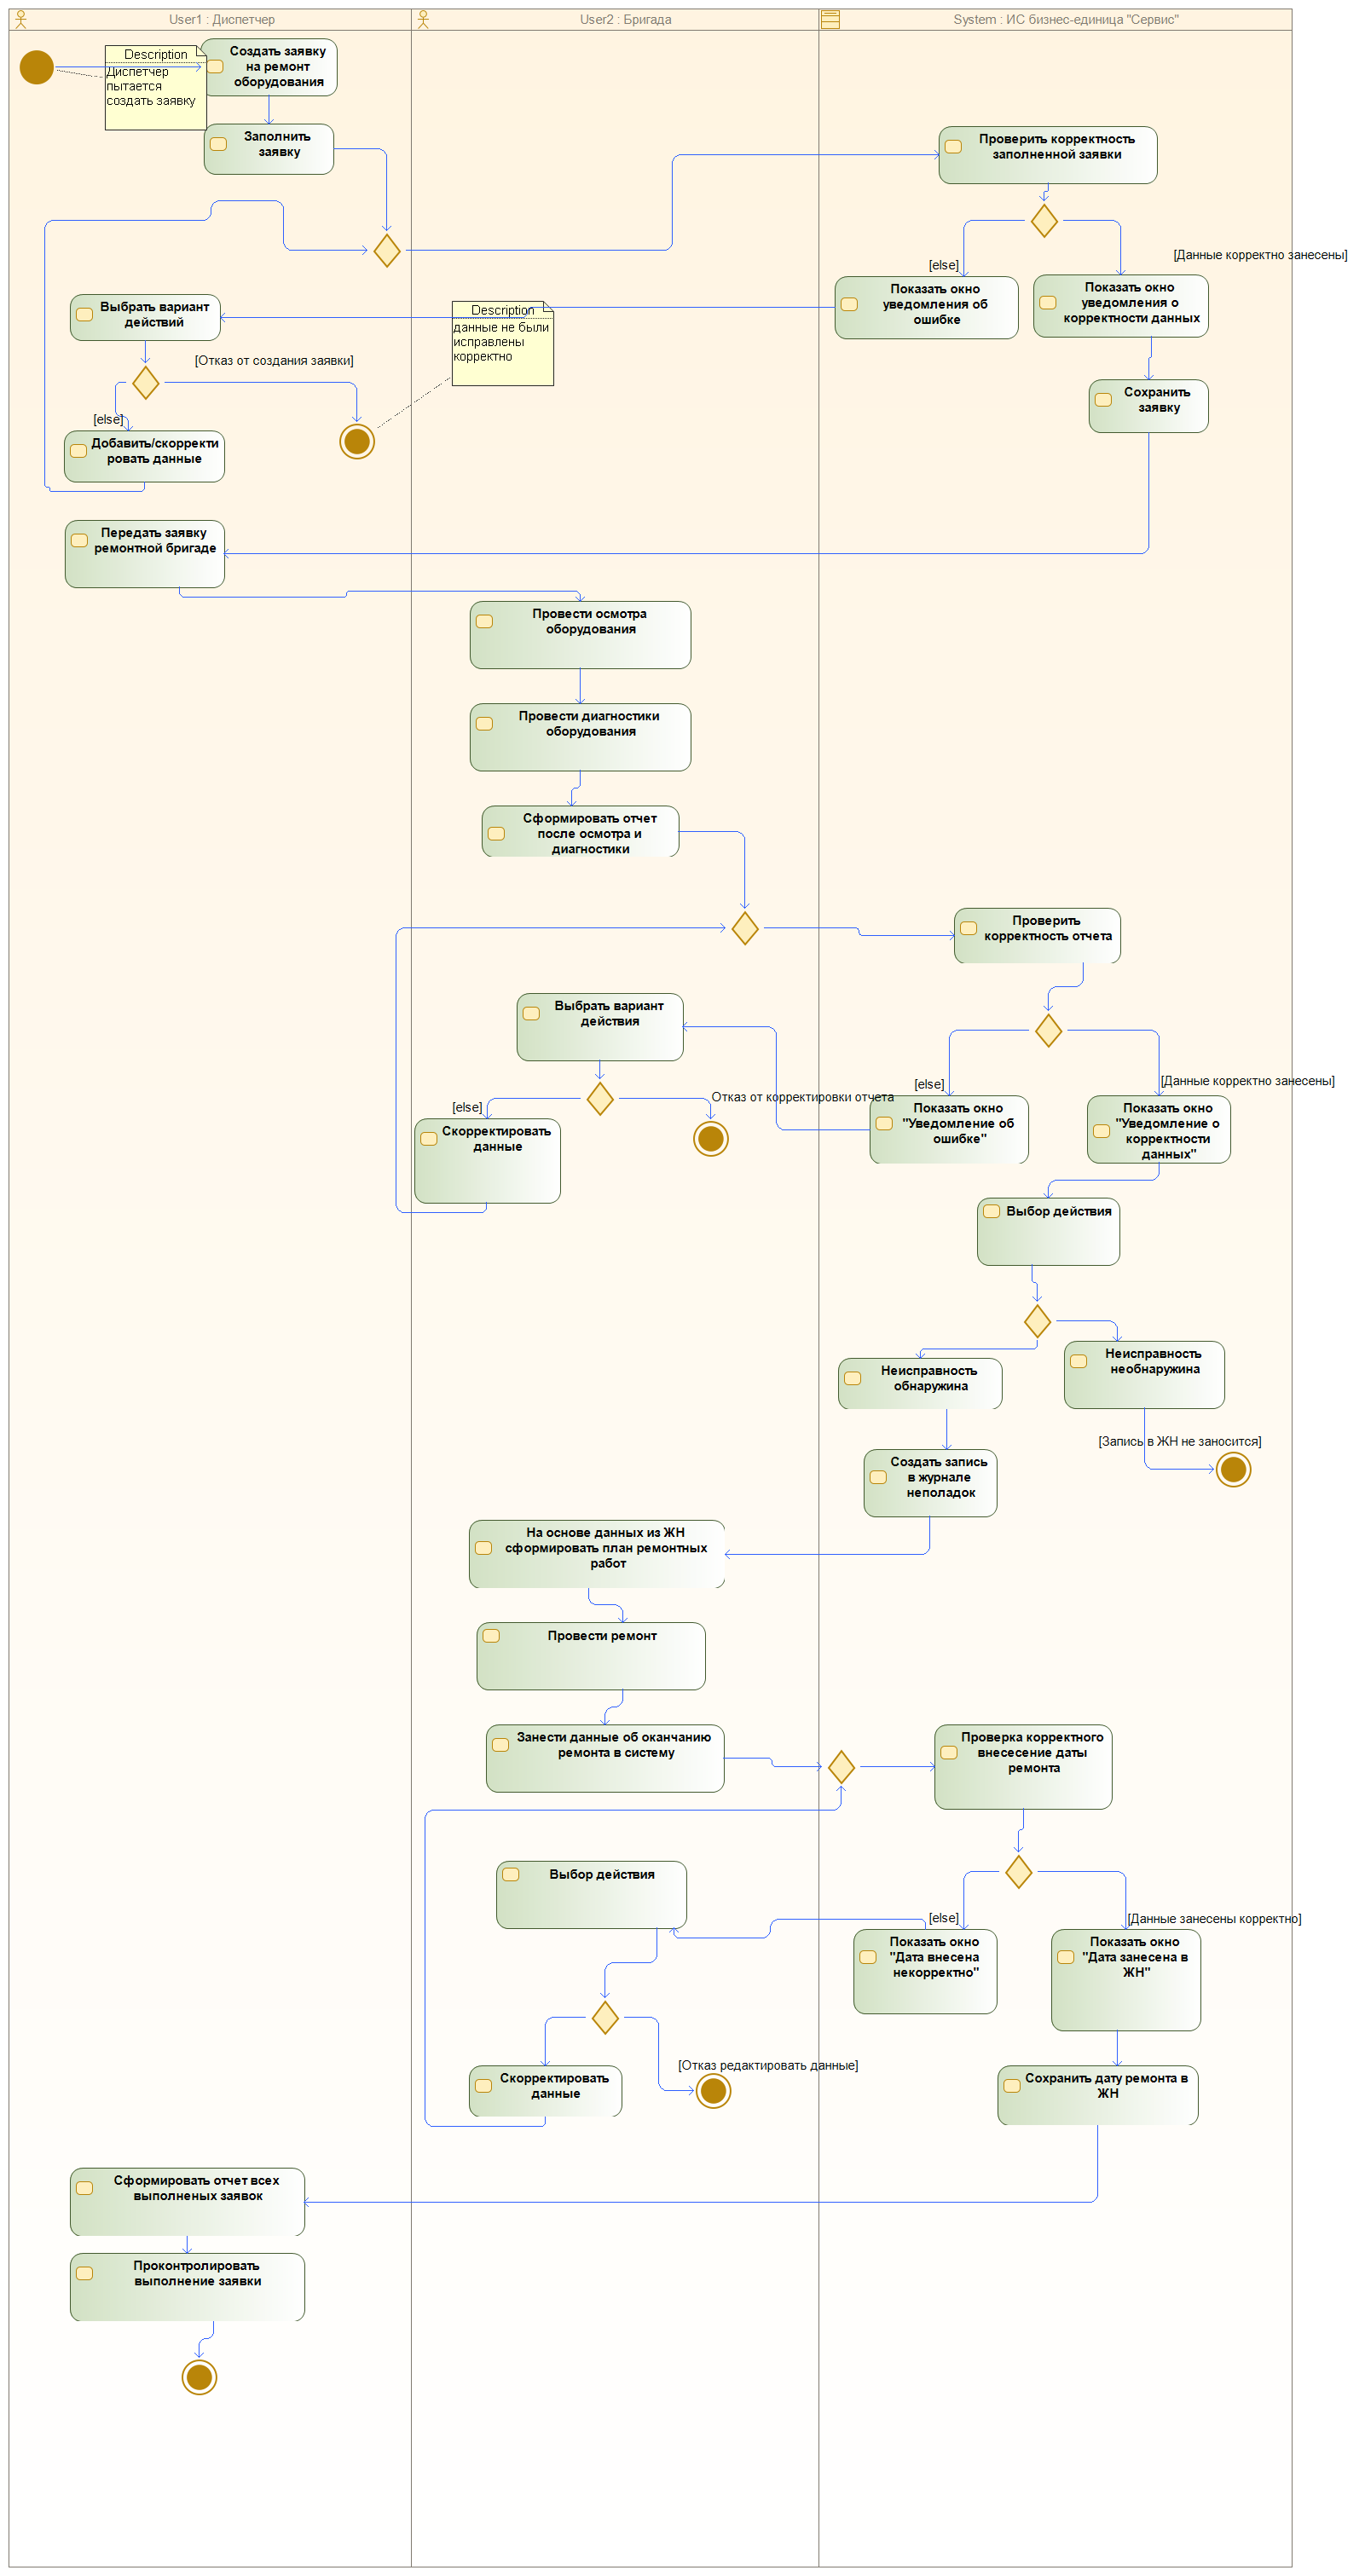 User1 : Диспетчер
User2 : Бригада
System : ИС бизнес-единица "Сервис"
Description
Диспетчер
пытается
создать заявку
Создать заявку
на ремонт
оборудования
Заполнить
заявку
Проверить корректность
заполненной заявки
[else]
[Данные корректно занесены]
Показать окно
уведомления об
ошибке
Показать окно
уведомления о
корректности данных
Выбрать вариант
действий
Description
данные не были
исправлены
корректно
[Отказ от создания заявки]
[else]
Сохранить
заявку
Добавить/скорректи
ровать данные
Передать заявку
ремонтной бригаде
Провести осмотра
оборудования
Провести диагностики
оборудования
Сформировать отчет
после осмотра и
диагностики
Проверить
корректность отчета
Выбрать вариант
действия
[else]
[Данные корректно занесены]
Отказ от корректировки отчета
[else]
Показать окно
"Уведомление об
ошибке"
Показать окно
"Уведомление о
корректности
данных"
Скорректировать
данные
Выбор действия
Неисправность
обнаружина
Неисправность
необнаружина
[Запись в ЖН не заносится]
Создать запись
в журнале
неполадок
На основе данных из ЖН
сформировать план ремонтных
работ
Провести ремонт
Занести данные об оканчанию
ремонта в систему
Проверка корректного
внесесение даты
ремонта
Выбор действия
[else]
[Данные занесены корректно]
Показать окно
"Дата внесена
некорректно"
Показать окно
"Дата занесена в
ЖН"
[Отказ редактировать данные]
Скорректировать
данные
Сохранить дату ремонта в
ЖН
Сформировать отчет всех
выполненых заявок
Проконтролировать
выполнение заявки